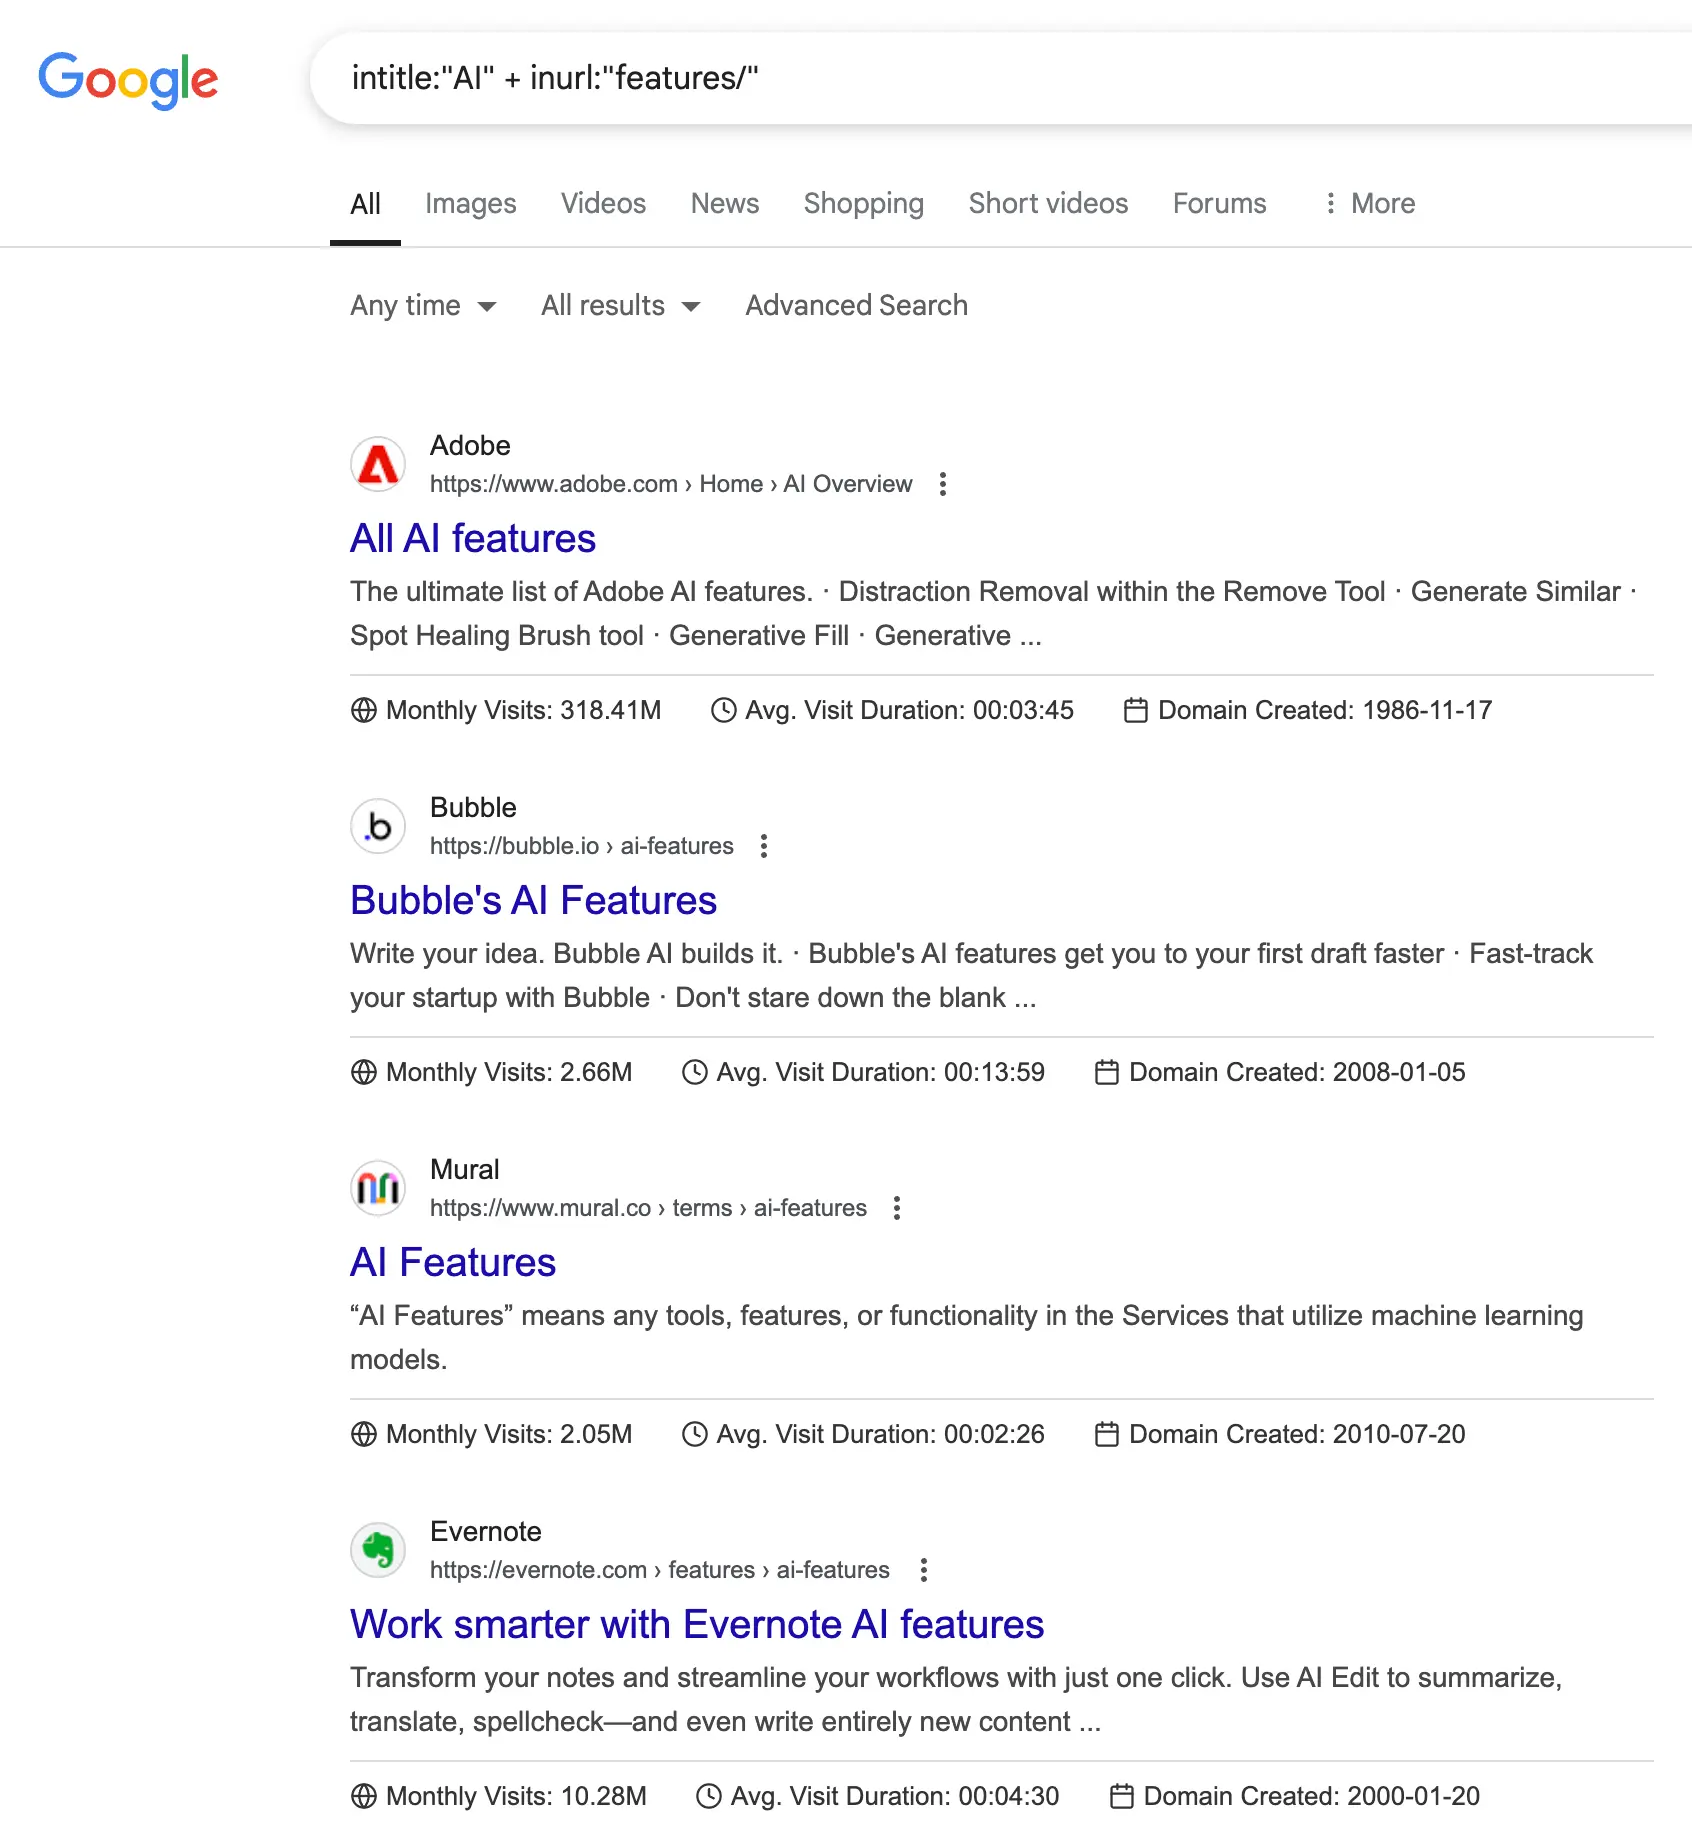 Google
intitle:"AI" + inurl:"features/"
All Images Videos News Shopping Short videos Forums More
Any time All results Advanced Search
Adobe
https://www.adobe.com › Home › AI Overview
All AI features
The ultimate list of Adobe AI features. · Distraction Removal within the Remove Tool · Generate Similar ·
Spot Healing Brush tool · Generative Fill · Generative ...
Monthly Visits: 318.41M Avg. Visit Duration: 00:03:45 Domain Created: 1986-11-17
Bubble
.b
https://bubble.io › ai-features
Bubble's AI Features
Write your idea. Bubble AI builds it. · Bubble's AI features get you to your first draft faster · Fast-track
your startup with Bubble · Don't stare down the blank ...
Monthly Visits: 2.66M Avg. Visit Duration: 00:13:59 Domain Created: 2008-01-05
Mural
https://www.mural.co › terms › ai-features
AI Features
“AI Features” means any tools, features, or functionality in the Services that utilize machine learning
models.
Monthly Visits: 2.05M Avg. Visit Duration: 00:02:26 Domain Created: 2010-07-20
Evernote
https://evernote.com › features › ai-features
Work smarter with Evernote AI features
Transform your notes and streamline your workflows with just one click. Use AI Edit to summarize,
translate, spellcheck—and even write entirely new content ...
Monthly Visits: 10.28M Avg. Visit Duration: 00:04:30 Domain Created: 2000-01-20